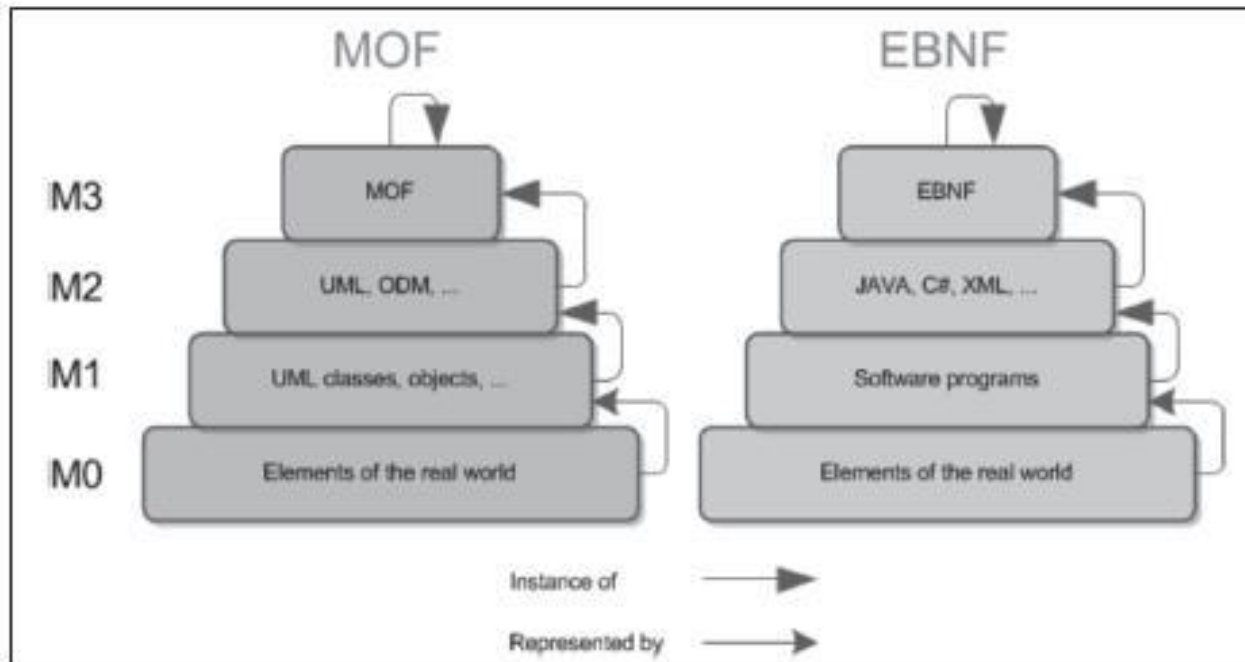 MOF EBNF
M3 MOF EBNF
M2 UML, ODM, ... JAVA, C#, XML, ...
M1 UML classes, objects, ... Software programs
M0 Elements of the real world Elements of the real world
Instance of
Represented by